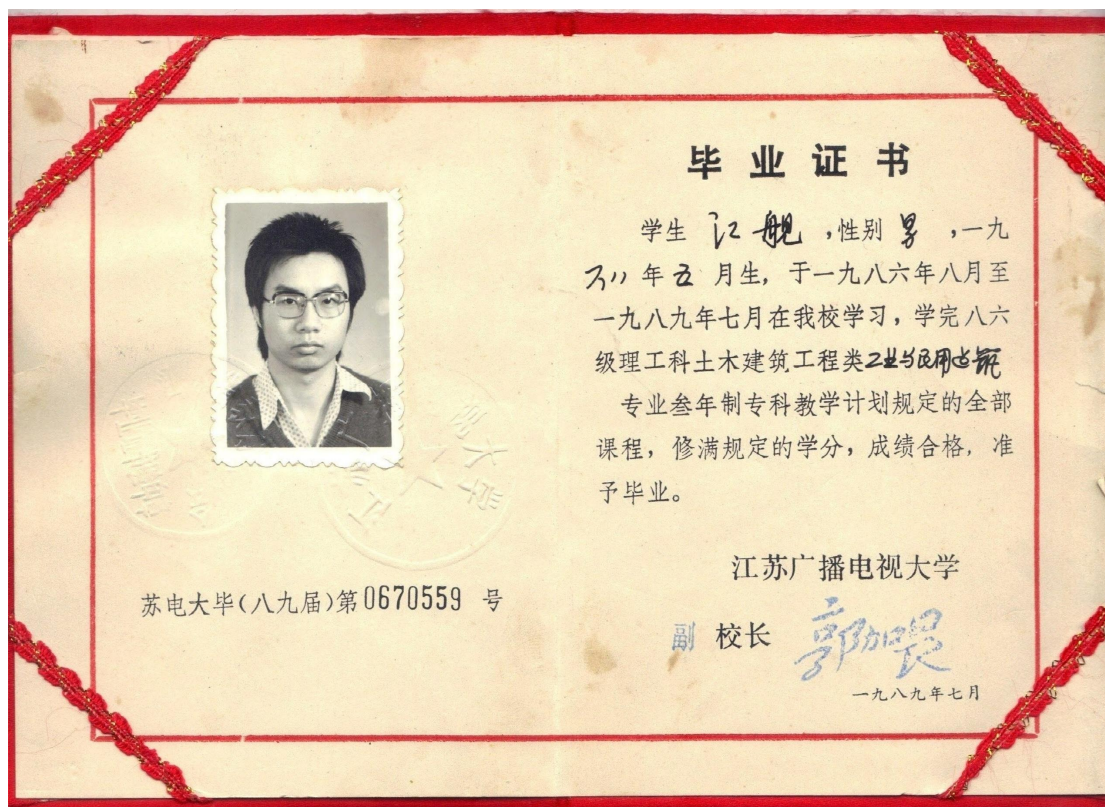 毕业证书
学生 江舰,性别 男,一九
六八年五月生,于一九八六年八月至
一九八九年七月在我校学习,学完八六
级理工科土木建筑工程类工业与民用建筑
专业叁年制专科教学计划规定的全部
课程,修满规定的学分,成绩合格,准
予毕业。
江苏广播电视大学
副 校长
一九八九年七月
苏电大毕(八九届)第0670559 号